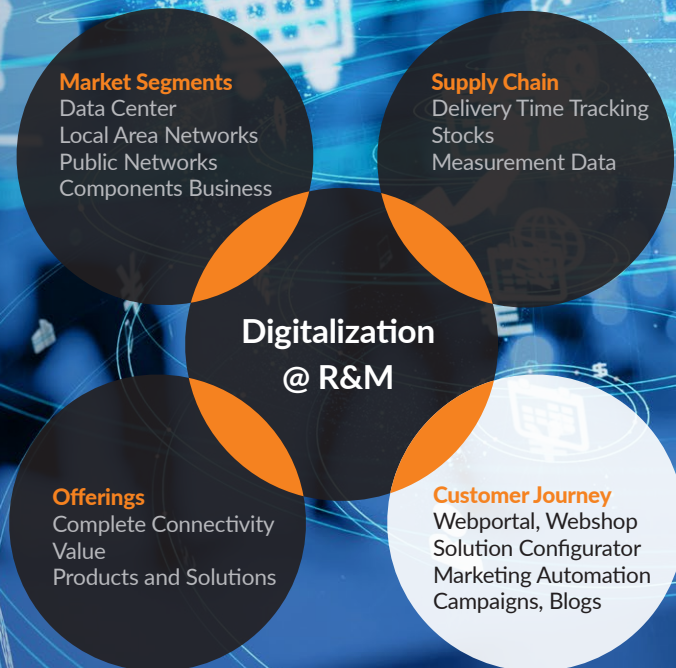 Market Segments
Data Center
Local Area Networks
Public Networks
Components Business
Supply Chain
Delivery Time Tracking
Stocks
Measurement Data
Digitalization
@ R&M
Offerings
Complete Connectivity
Value
Products and Solutions
Customer Journey
Webportal, Webshop
Solution Configurator
Marketing Automation
Campaigns, Blogs